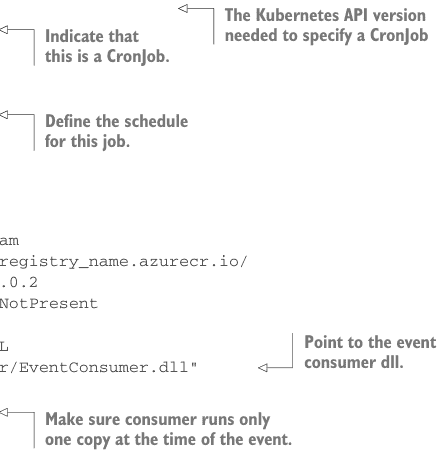 The Kubernetes API version
needed to specify a CronJob
Indicate that
this is a CronJob.
Define the schedule
for this job.
am
registry_name.azurecr.io/
.0.2
NotPresent
L
r/EventConsumer.dll"
Point to the event
consumer dll.
Make sure consumer runs only
one copy at the time of the event.